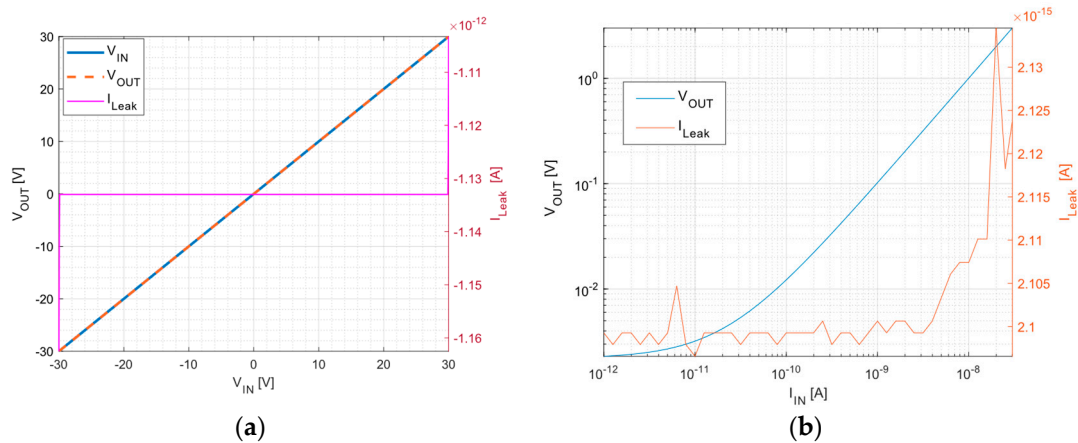 ×10⁻¹²
30
20
10
0
-10
-20
-30
V_OUT [V]
V_IN
V_OUT
I_Leak
-1.11
-1.12
-1.133
-1.14
-1.15
-1.16
I_Leak [A]
-30
-20
-10
0
10
20
30
V_IN [V]
(a)
×10⁻¹⁵
10⁰
10⁻¹
10⁻²
V_OUT [V]
V_OUT
I_Leak
2.13
2.125
2.12
2.115
2.11
2.105
2.1
I_Leak [A]
10⁻¹²
10⁻¹¹
10⁻¹⁰
10⁻⁹
10⁻⁸
I_IN [A]
(b)